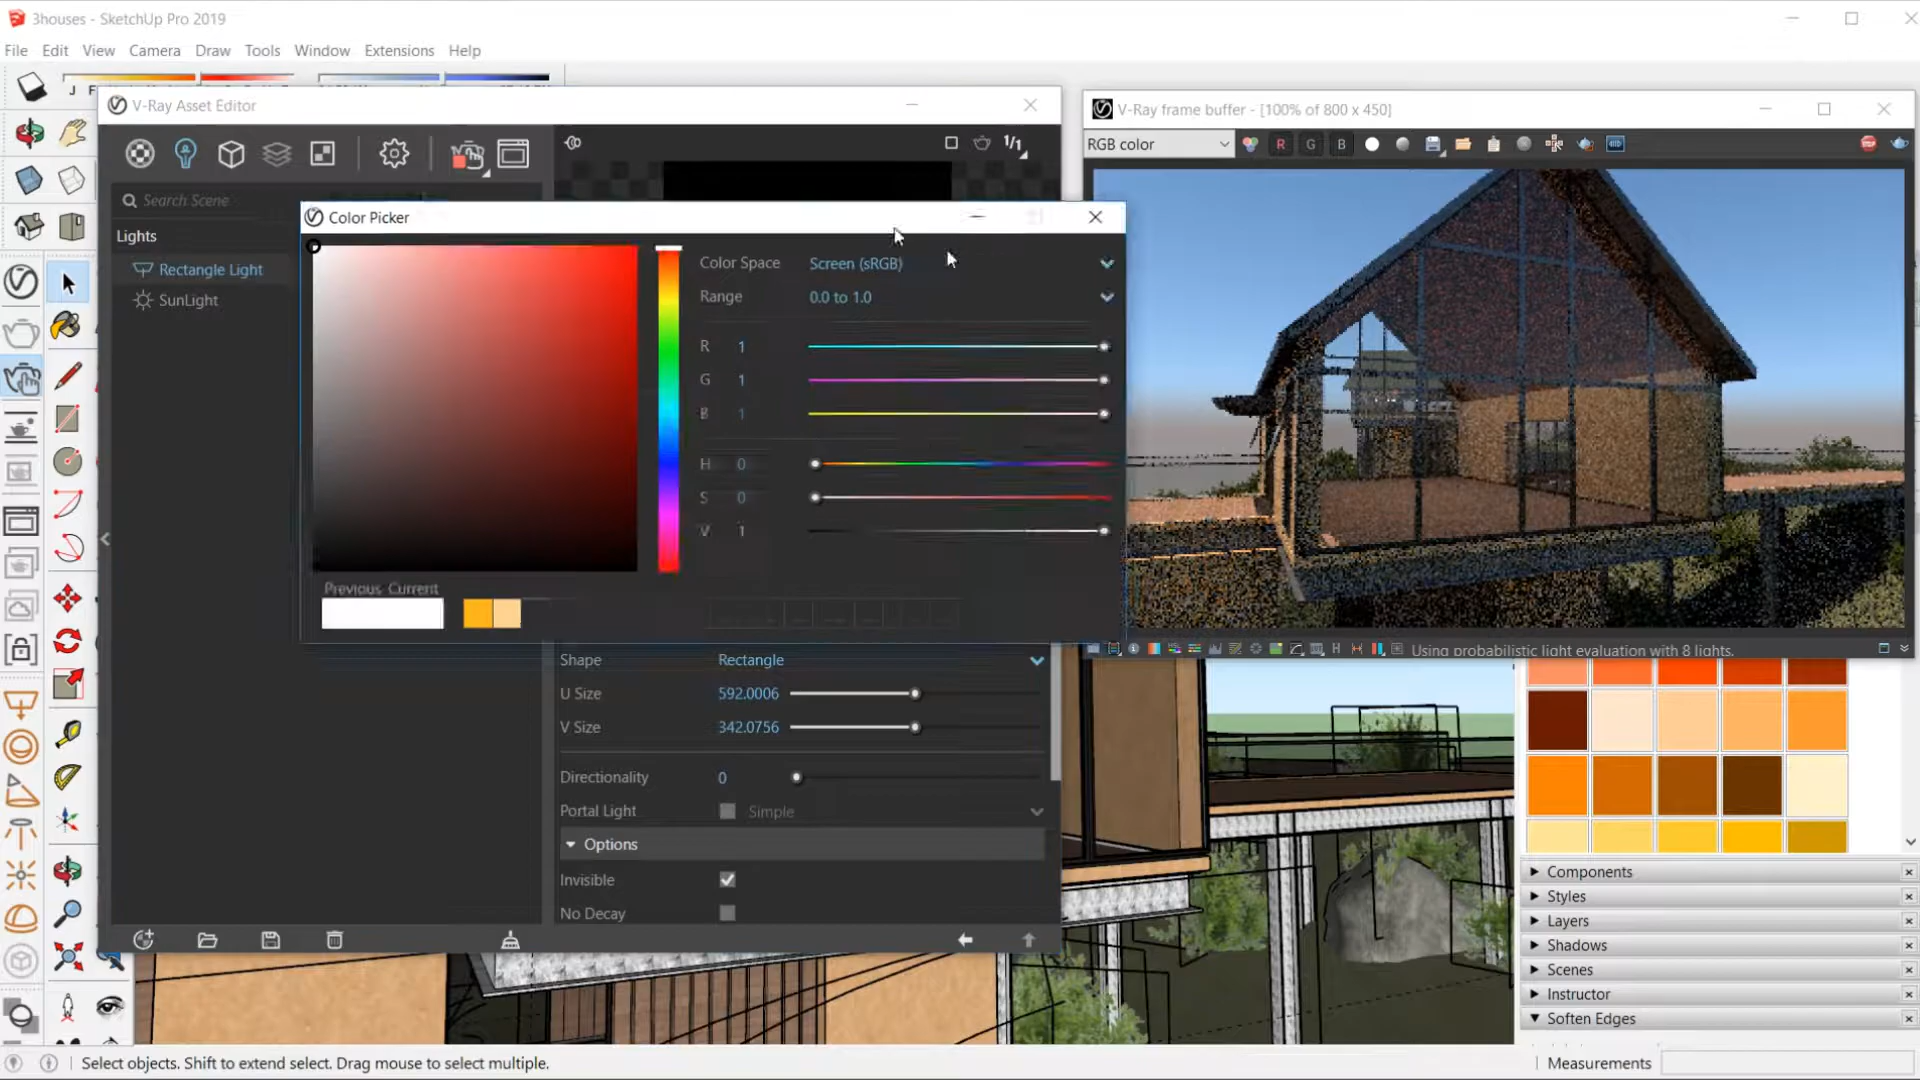 3houses - SketchUp Pro 2019
File Edit View Camera Draw Tools Window Extensions Help
J F
V-Ray Asset Editor
1/1
Search Scene
Lights
Rectangle Light
SunLight
Color Picker
Color Space Screen (sRGB)
Range 0.0 to 1.0
R 1
G 1
B 1
H 0
S 0
V 1
Previous Current
Shape Rectangle
U Size 592.0006
V Size 342.0756
Directionality 0
Portal Light Simple
Options
Invisible
No Decay
V-Ray frame buffer - [100% of 800 x 450]
RGB color
R G B
H
Using probabilistic light evaluation with 8 lights.
Components
Styles
Layers
Shadows
Scenes
Instructor
Soften Edges
Select objects. Shift to extend select. Drag mouse to select multiple.
Measurements